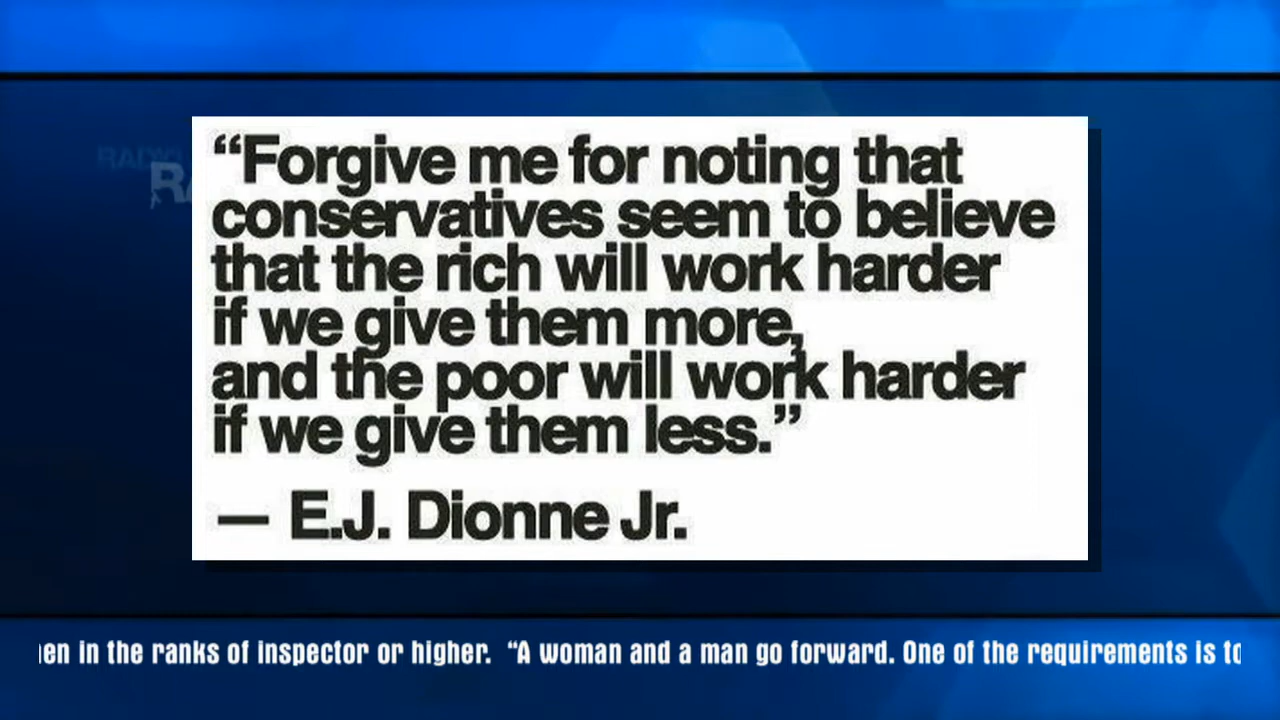 “Forgive me for noting that
conservatives seem to believe
that the rich will work harder
if we give them more,
and the poor will work harder
if we give them less.”
— E.J. Dionne Jr.
in the ranks of inspector or higher. “A woman and a man go forward. One of the requirements is to